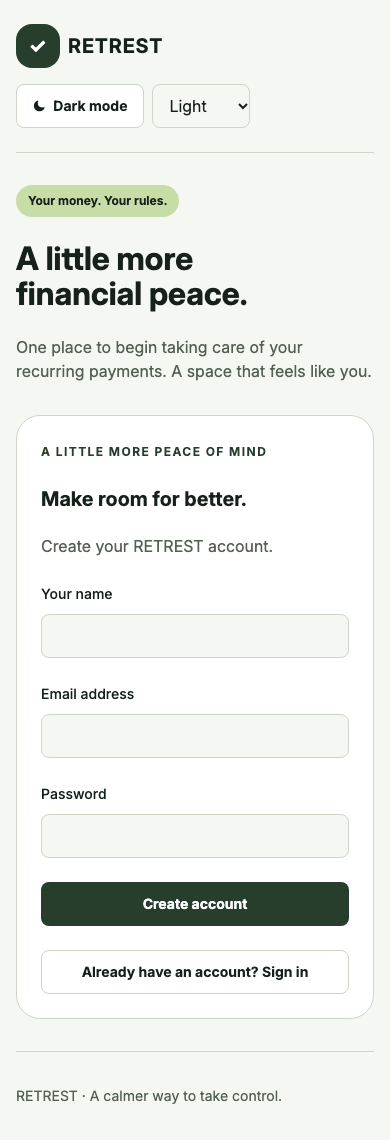 RETREST
Dark mode
Light
Your money. Your rules.
A little more
financial peace.
One place to begin taking care of your
recurring payments. A space that feels like you.
A LITTLE MORE PEACE OF MIND
Make room for better.
Create your RETREST account.
Your name
Email address
Password
Create account
Already have an account? Sign in
RETREST · A calmer way to take control.